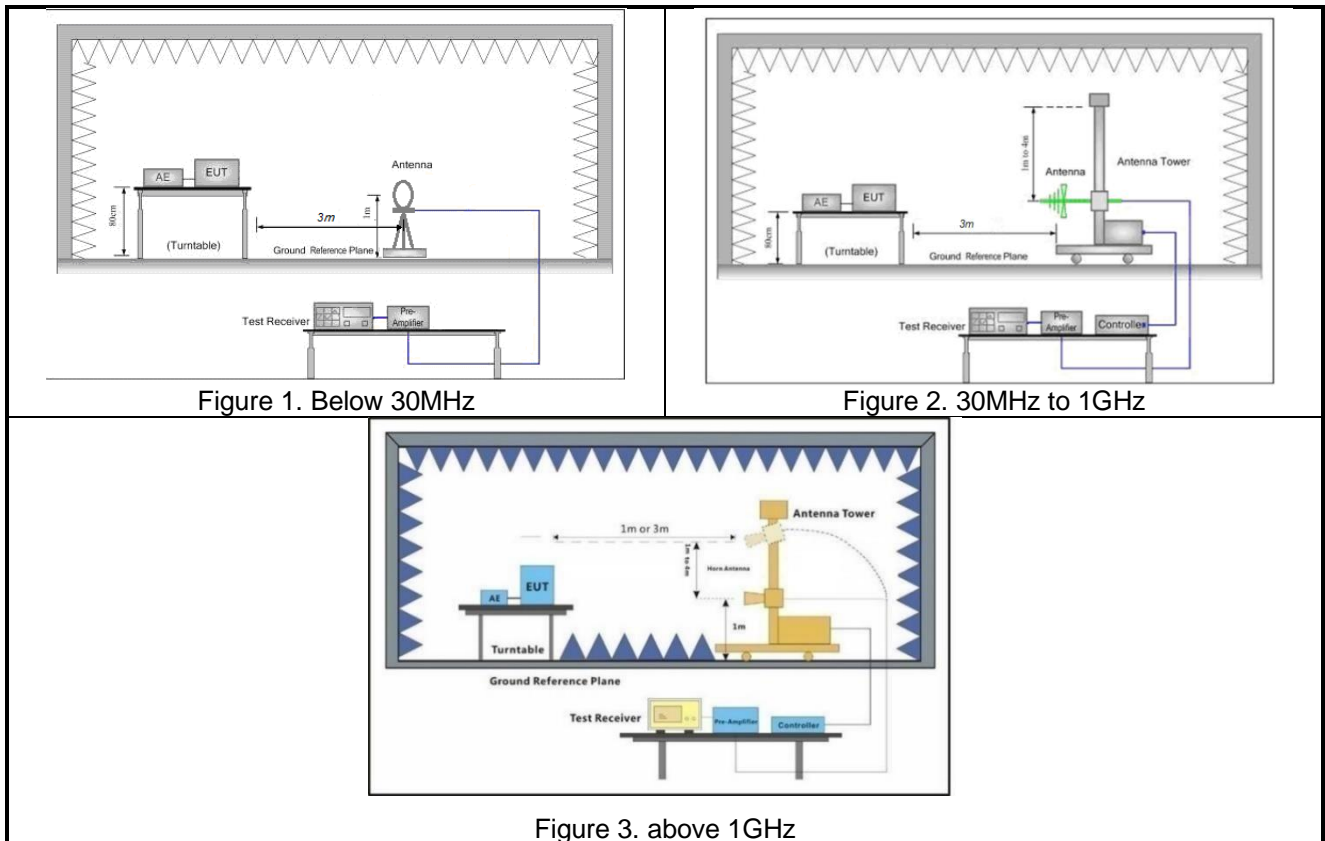 Antenna
AE
EUT
80cm
3m
1m
(Turntable)
Ground Reference Plane
Test Receiver
Pre-
Amplifier
Figure 1. Below 30MHz
1m to 4m
Antenna Tower
Antenna
AE
EUT
80cm
3m
(Turntable)
Ground Reference Plane
Test Receiver
Pre-
Amplifier
Controller
Figure 2. 30MHz to 1GHz
Antenna Tower
1m or 3m
1m to 4m
Horn Antenna
EUT
AE
1m
Turntable
Ground Reference Plane
Test Receiver
Pre-Amplifier
Controller
Figure 3. above 1GHz